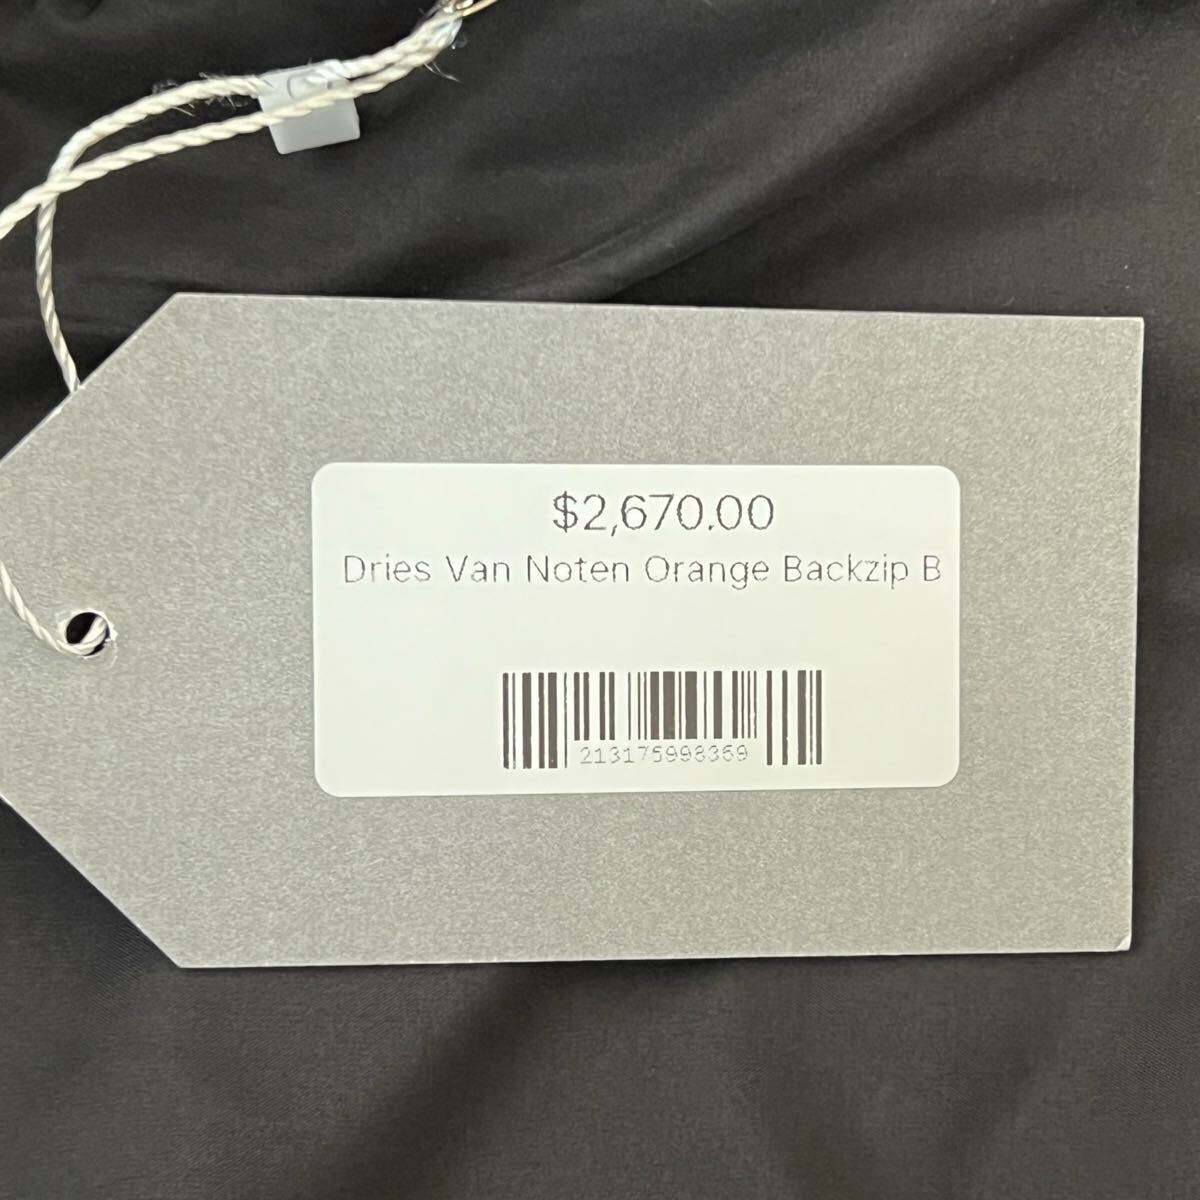 $2,670.00
Dries Van Noten Orange Backzip B
213175998369